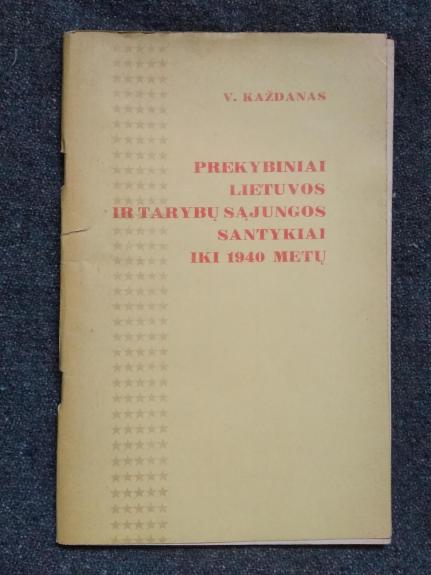 V. KAŽDANAS
PREKYBINIAI
LIETUVOS
IR TARYBŲ SĄJUNGOS
SANTYKIAI
IKI 1940 METŲ